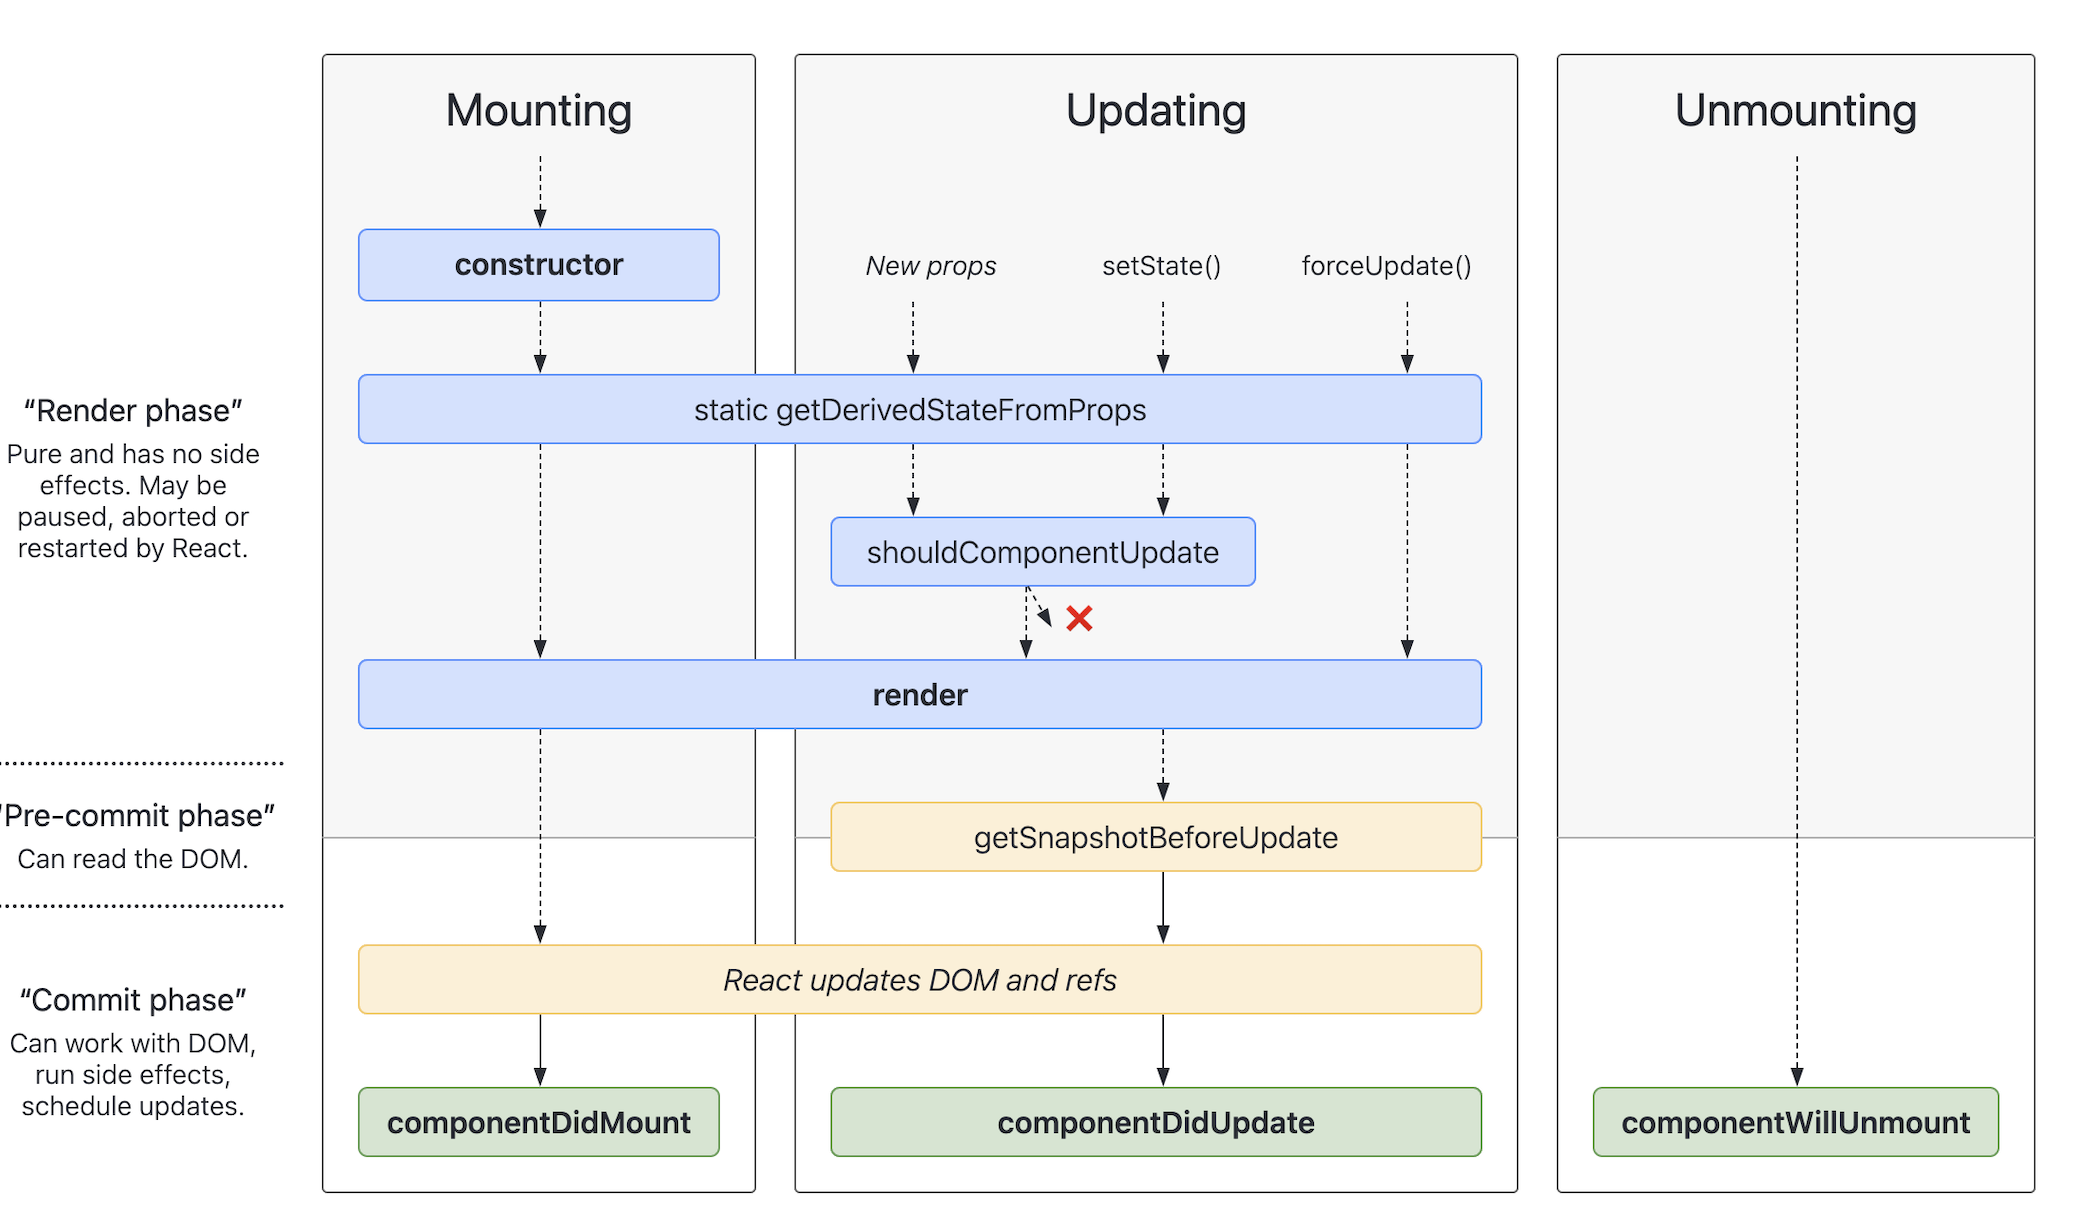 Mounting
Updating
Unmounting
constructor
New props
setState()
forceUpdate()
static getDerivedStateFromProps
“Render phase”
Pure and has no side
effects. May be
paused, aborted or
restarted by React.
shouldComponentUpdate
render
"Pre-commit phase”
Can read the DOM.
getSnapshotBeforeUpdate
React updates DOM and refs
“Commit phase”
Can work with DOM,
run side effects,
schedule updates.
componentDidMount
componentDidUpdate
componentWillUnmount